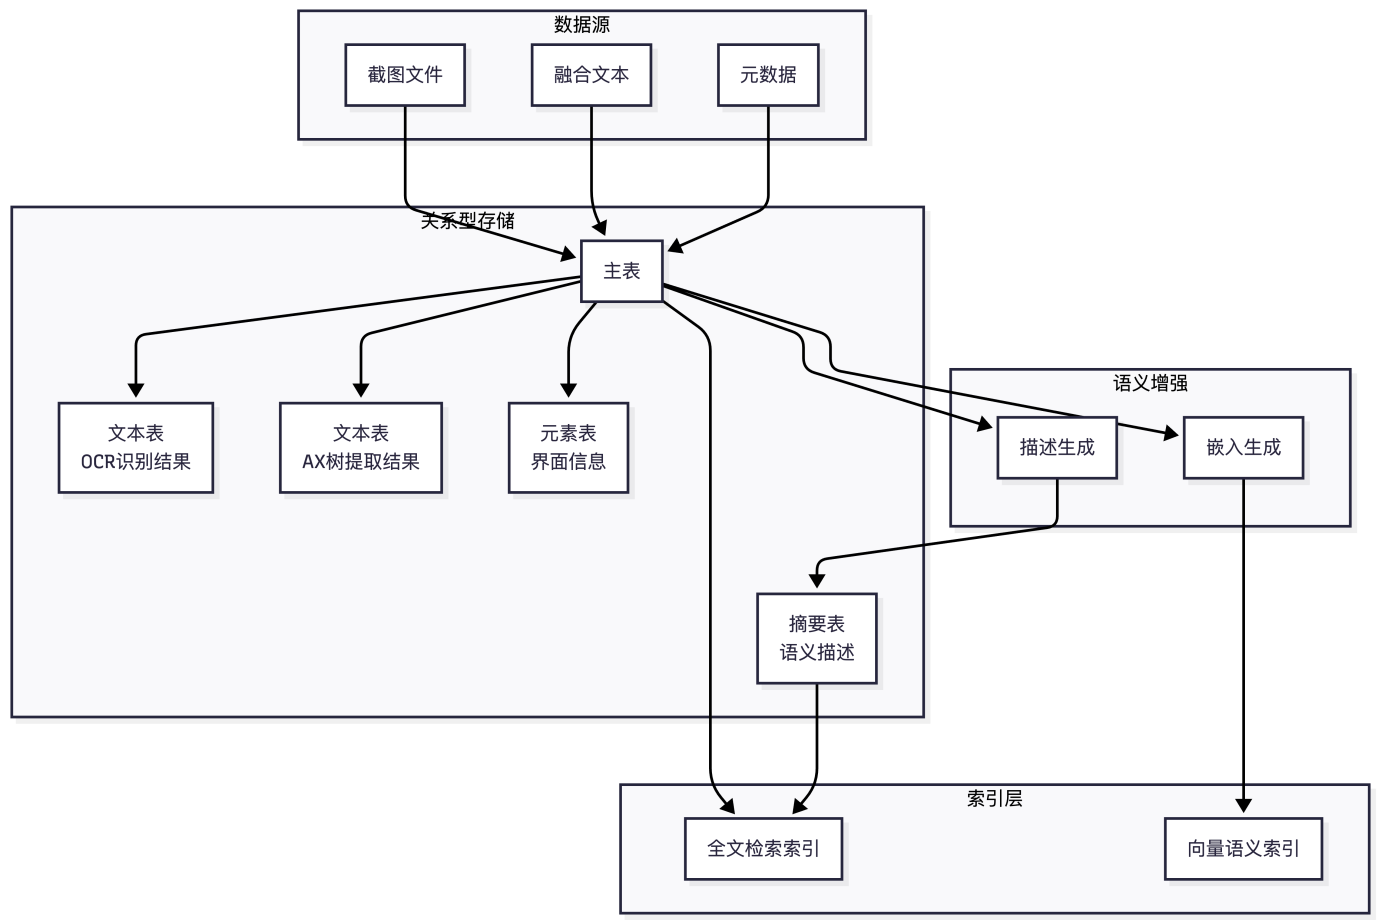 数据源
截图文件
融合文本
元数据
关系型存储
主表
文本表
OCR识别结果
文本表
AX树提取结果
元素表
界面信息
语义增强
描述生成
嵌入生成
摘要表
语义描述
索引层
全文检索索引
向量语义索引